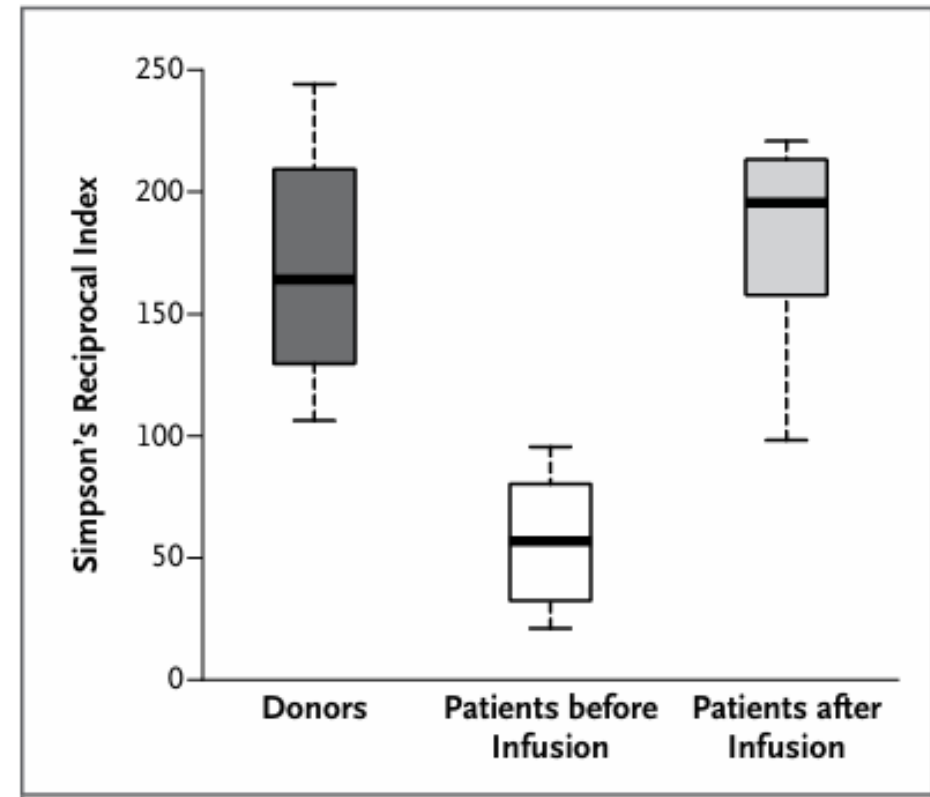 Simpson's Reciprocal Index
250
200
150
100
50
0
Donors
Patients before
Infusion
Patients after
Infusion